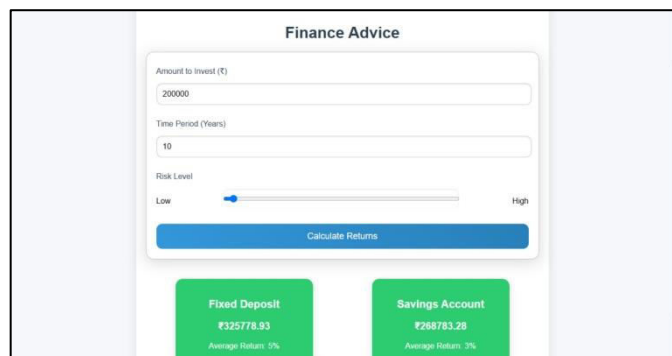 Finance Advice
Amount to Invest (₹)
200000
Time Period (Years)
10
Risk Level
Low High
Calculate Returns
Fixed Deposit Savings Account
₹325778.93 ₹268783.28
Average Return: 5% Average Return: 3%